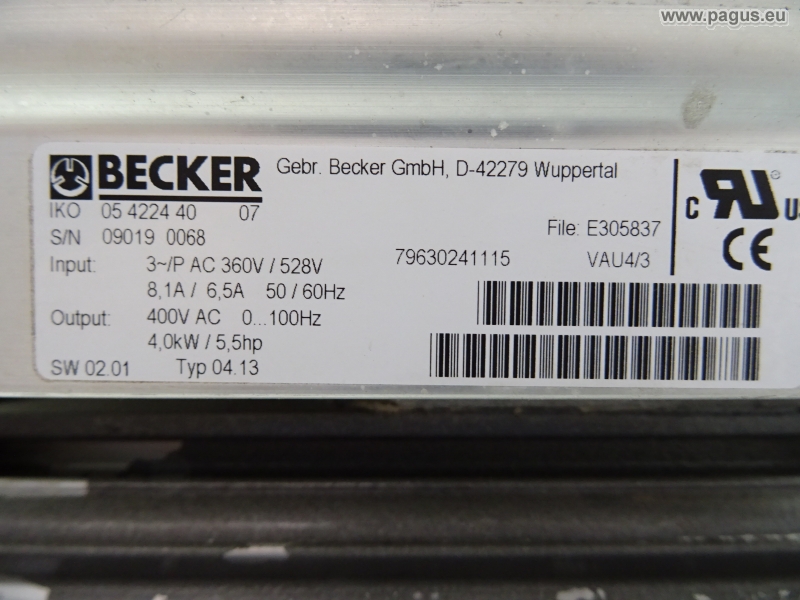 www.pagus.eu
BECKER Gebr. Becker GmbH, D-42279 Wuppertal
IKO 05 4224 40 07
File: E305837
S/N 09019 0068
79630241115 VAU4/3
Input: 3~/P AC 360V / 528V
8,1A / 6,5A 50 / 60Hz
Output: 400V AC 0...100Hz
4,0kW / 5,5hp
SW 02.01 Typ 04.13
C RU US
CE